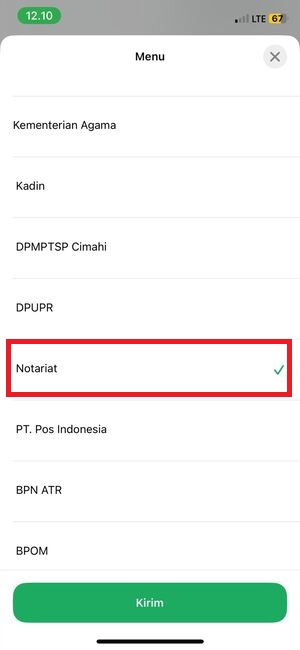 12.10
LTE 67
Menu
Kementerian Agama
Kadin
DPMPTSP Cimahi
DPUPR
Notariat
PT. Pos Indonesia
BPN ATR
BPOM
Kirim